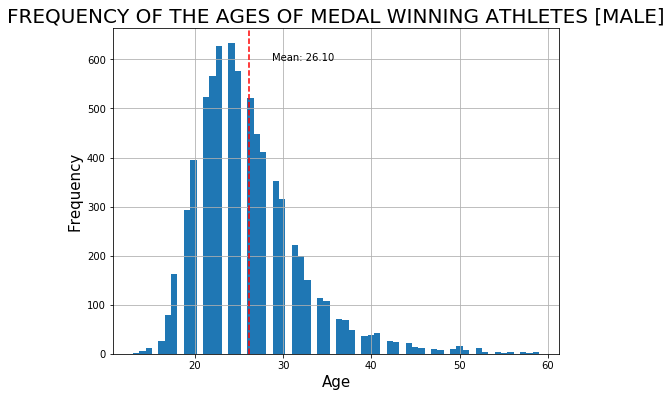 FREQUENCY OF THE AGES OF MEDAL WINNING ATHLETES [MALE]
Mean: 26.10
600
500
400
300
200
100
0
Frequency
20 30 40 50 60
Age